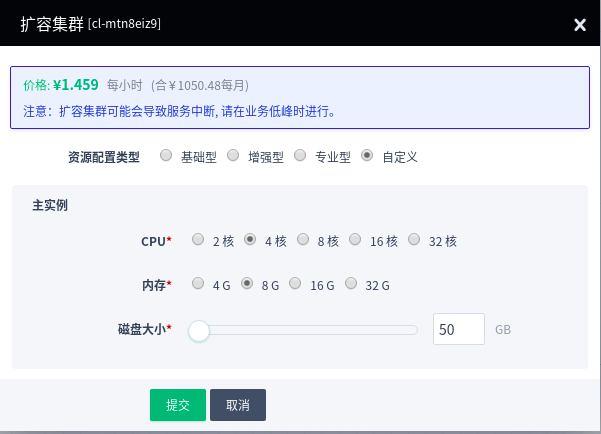 扩容集群 [cl-mtn8eiz9]
价格: ¥1.459 每小时 (合¥1050.48每月)
注意：扩容集群可能会导致服务中断, 请在业务低峰时进行。
资源配置类型 基础型 增强型 专业型 自定义
主实例
CPU* 2 核 4 核 8 核 16 核 32 核
内存* 4 G 8 G 16 G 32 G
磁盘大小* 50 GB
提交 取消